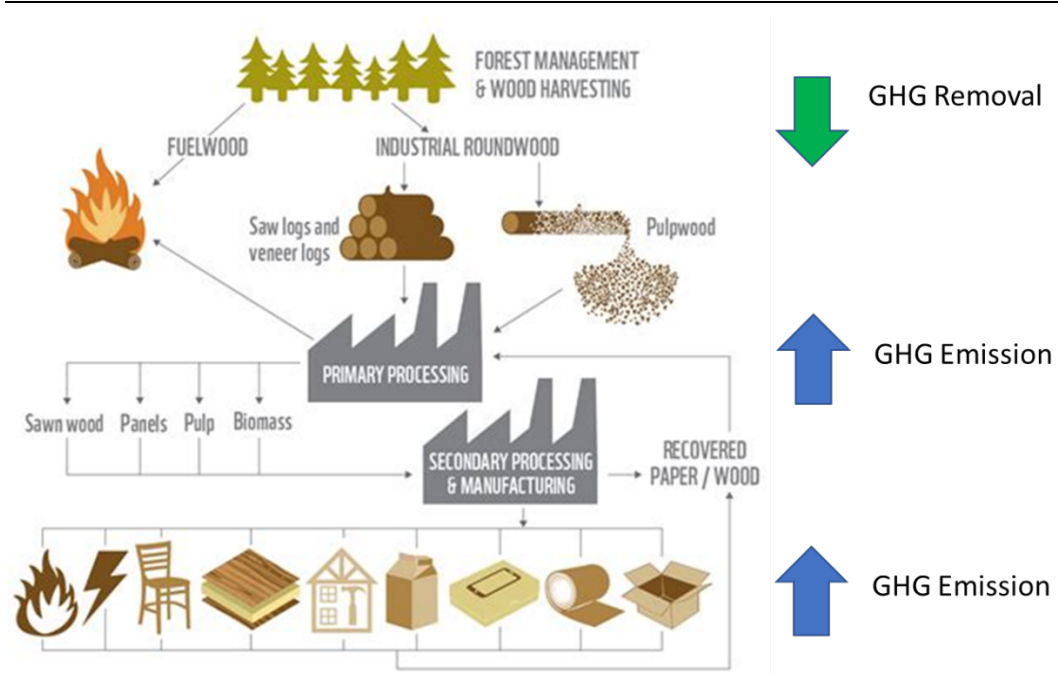 FOREST MANAGEMENT
& WOOD HARVESTING
GHG Removal
FUELWOOD
INDUSTRIAL ROUNDWOOD
Saw logs and
veneer logs
Pulpwood
GHG Emission
PRIMARY PROCESSING
Sawn wood
Panels
Pulp
Biomass
SECONDARY PROCESSING
& MANUFACTURING
RECOVERED
PAPER / WOOD
GHG Emission